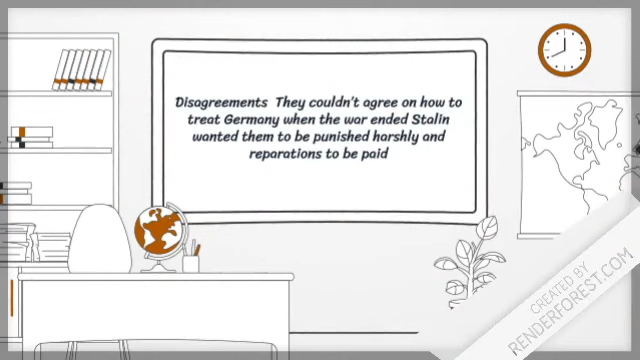 Disagreements  They couldn't agree on how to
treat Germany when the war ended Stalin
wanted them to be punished harshly and
reparations to be paid
CREATED BY
RENDERFOREST.COM